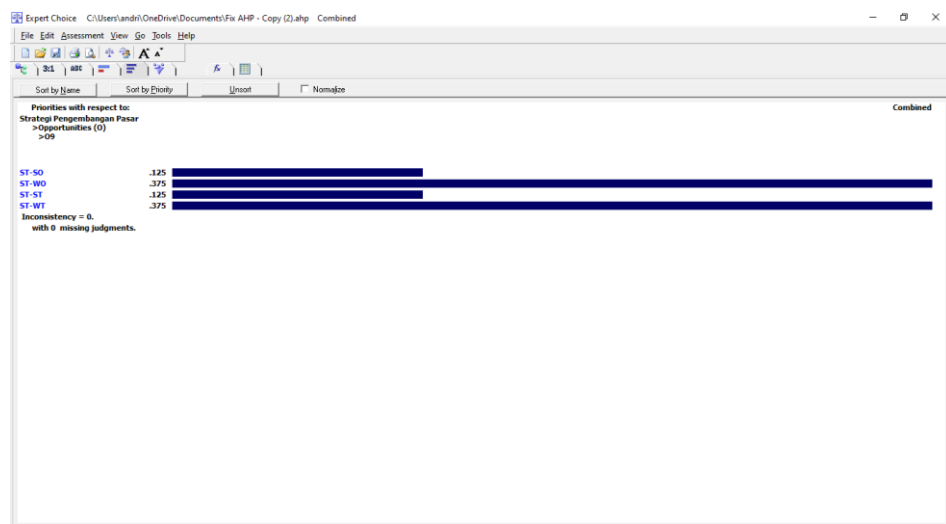 Expert Choice C:\Users\andri\OneDrive\Documents\Fix AHP - Copy (2).ahp Combined
File Edit Assessment View Go Tools Help
A A
3:1 ABC fx
Sort by Name Sort by Priority Unsort Normalize
Priorities with respect to: Combined
Strategi Pengembangan Pasar
>Opportunities (O)
>O9
ST-SO .125
ST-WO .375
ST-ST .125
ST-WT .375
Inconsistency = 0.
with 0 missing judgments.